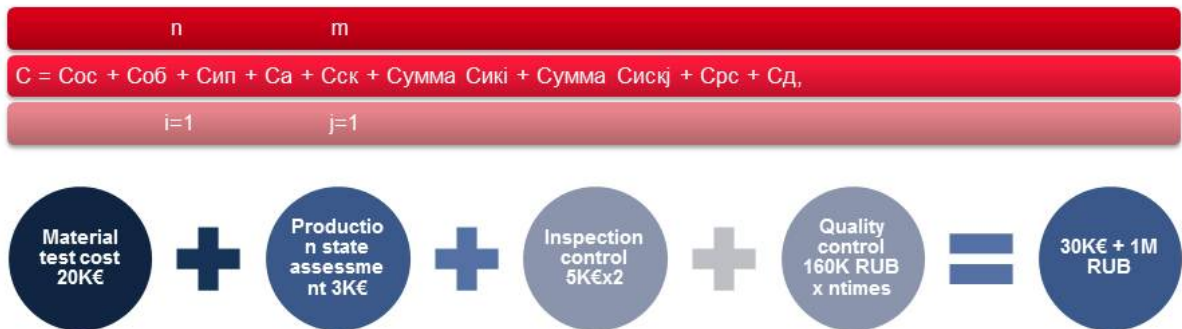 n m
С = Сос + Соб + Сип + Са + Сск + Сумма Сикi + Сумма Сискj + Срс + Сд,
i=1 j=1
Material
test cost
20K€
Productio
n state
assessme
nt 3K€
Inspection
control
5K€x2
Quality
control
160K RUB
x ntimes
30K€ + 1M
RUB